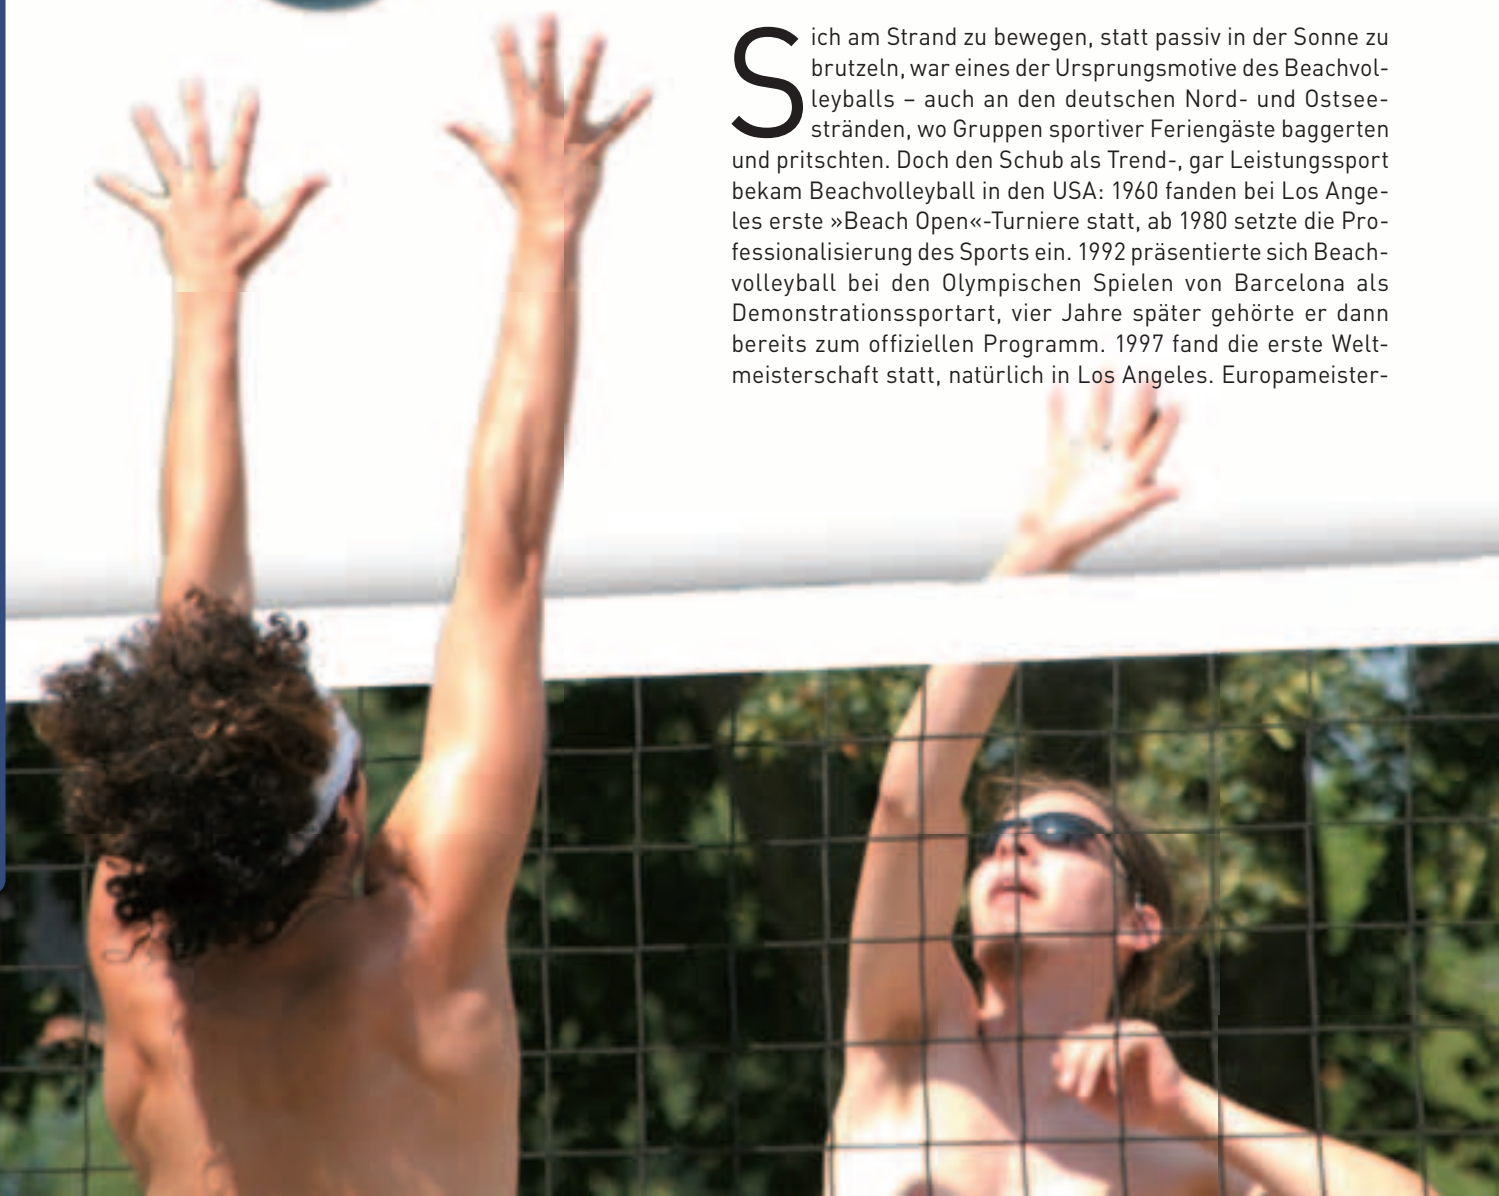 Sich am Strand zu bewegen, statt passiv in der Sonne zu
brutzeln, war eines der Ursprungsmotive des Beachvol-
leyballs – auch an den deutschen Nord- und Ostsee-
stränden, wo Gruppen sportiver Feriengäste baggerten
und pritschten. Doch den Schub als Trend-, gar Leistungssport
bekam Beachvolleyball in den USA: 1960 fanden bei Los Ange-
les erste »Beach Open«-Turniere statt, ab 1980 setzte die Pro-
fessionalisierung des Sports ein. 1992 präsentierte sich Beach-
volleyball bei den Olympischen Spielen von Barcelona als
Demonstrationssportart, vier Jahre später gehörte er dann
bereits zum offiziellen Programm. 1997 fand die erste Welt-
meisterschaft statt, natürlich in Los Angeles. Europameister-